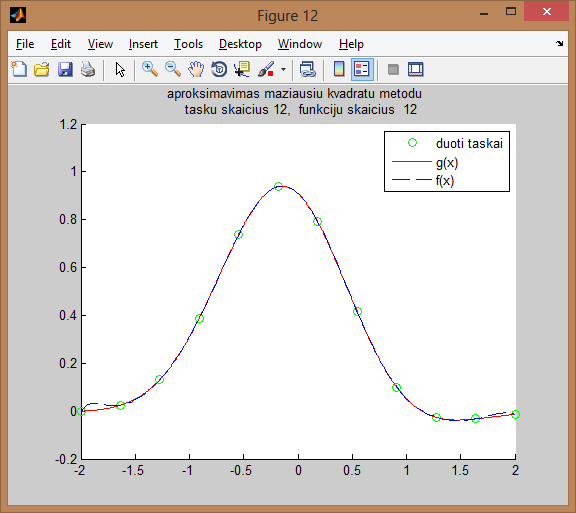 Figure 12
File Edit View Insert Tools Desktop Window Help
aproksimavimas maziausiu kvadratu metodu
tasku skaicius 12, funkciju skaicius 12
1.2
1
0.8
0.6
0.4
0.2
0
-0.2
-2 -1.5 -1 -0.5 0 0.5 1 1.5 2
duoti taskai
g(x)
f(x)